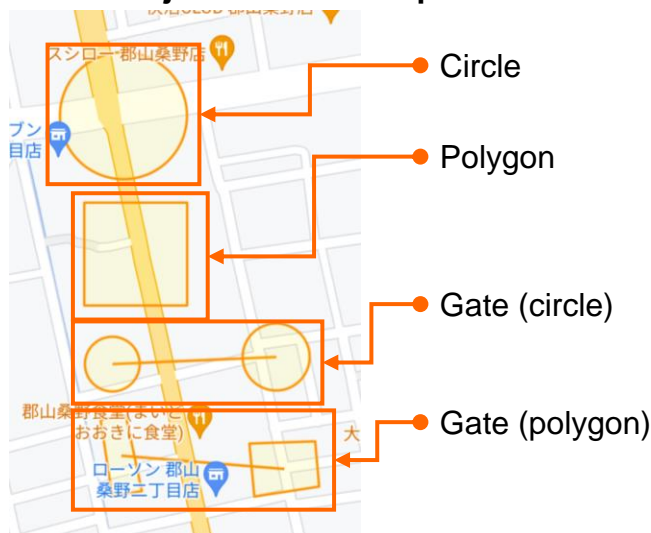 スシロー 郡山桑野店
Circle
ブン
目店
Polygon
Gate (circle)
郡山桑野食堂(まいど
おおきに食堂)
大
Gate (polygon)
ローソン 郡山
桑野二丁目店